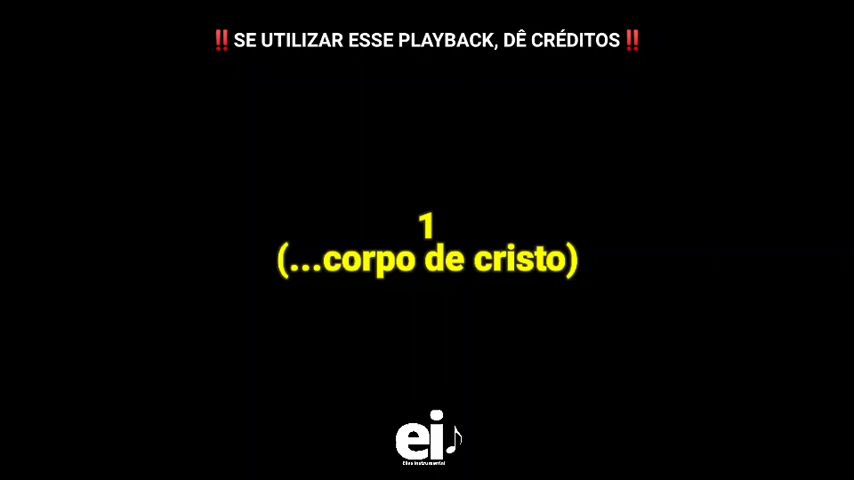 ‼️SE UTILIZAR ESSE PLAYBACK, DÊ CRÉDITOS‼️
1
(...corpo de cristo)
ei